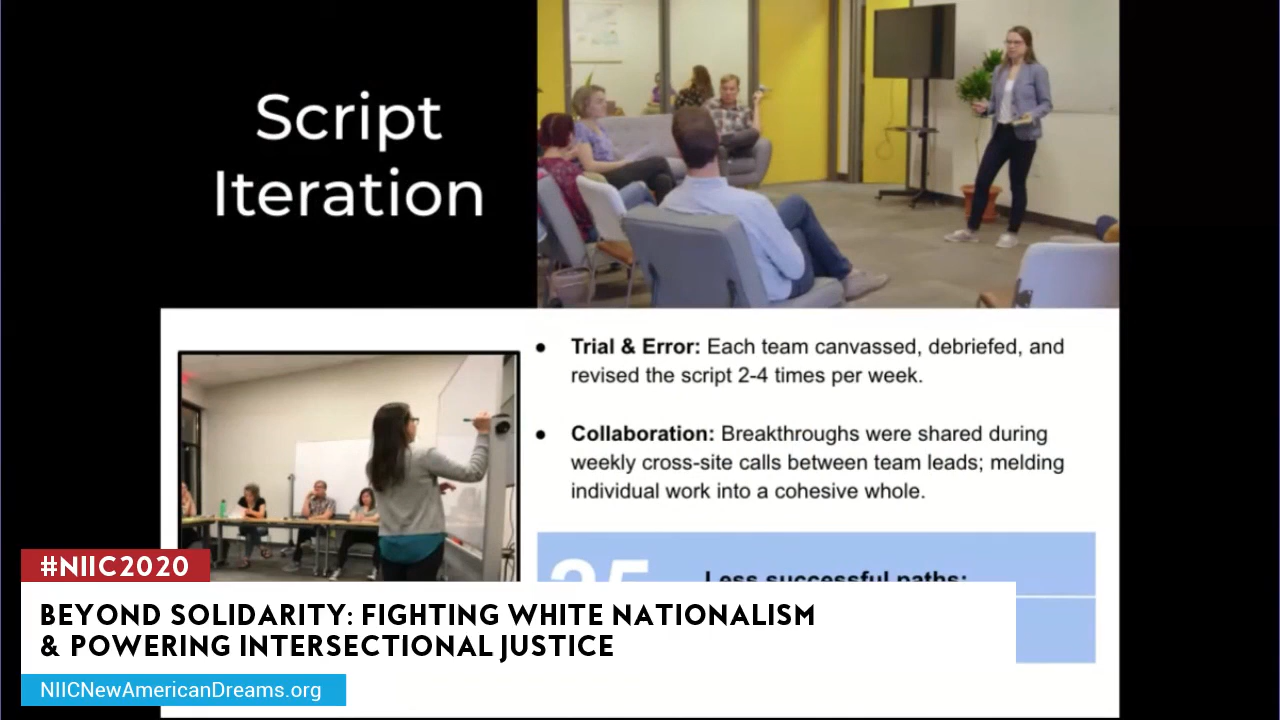 Script
Iteration
● Trial & Error: Each team canvassed, debriefed, and
revised the script 2-4 times per week.
● Collaboration: Breakthroughs were shared during
weekly cross-site calls between team leads; melding
individual work into a cohesive whole.
Less successful paths:
#NIIC2020
BEYOND SOLIDARITY: FIGHTING WHITE NATIONALISM
& POWERING INTERSECTIONAL JUSTICE
NIICNewAmericanDreams.org